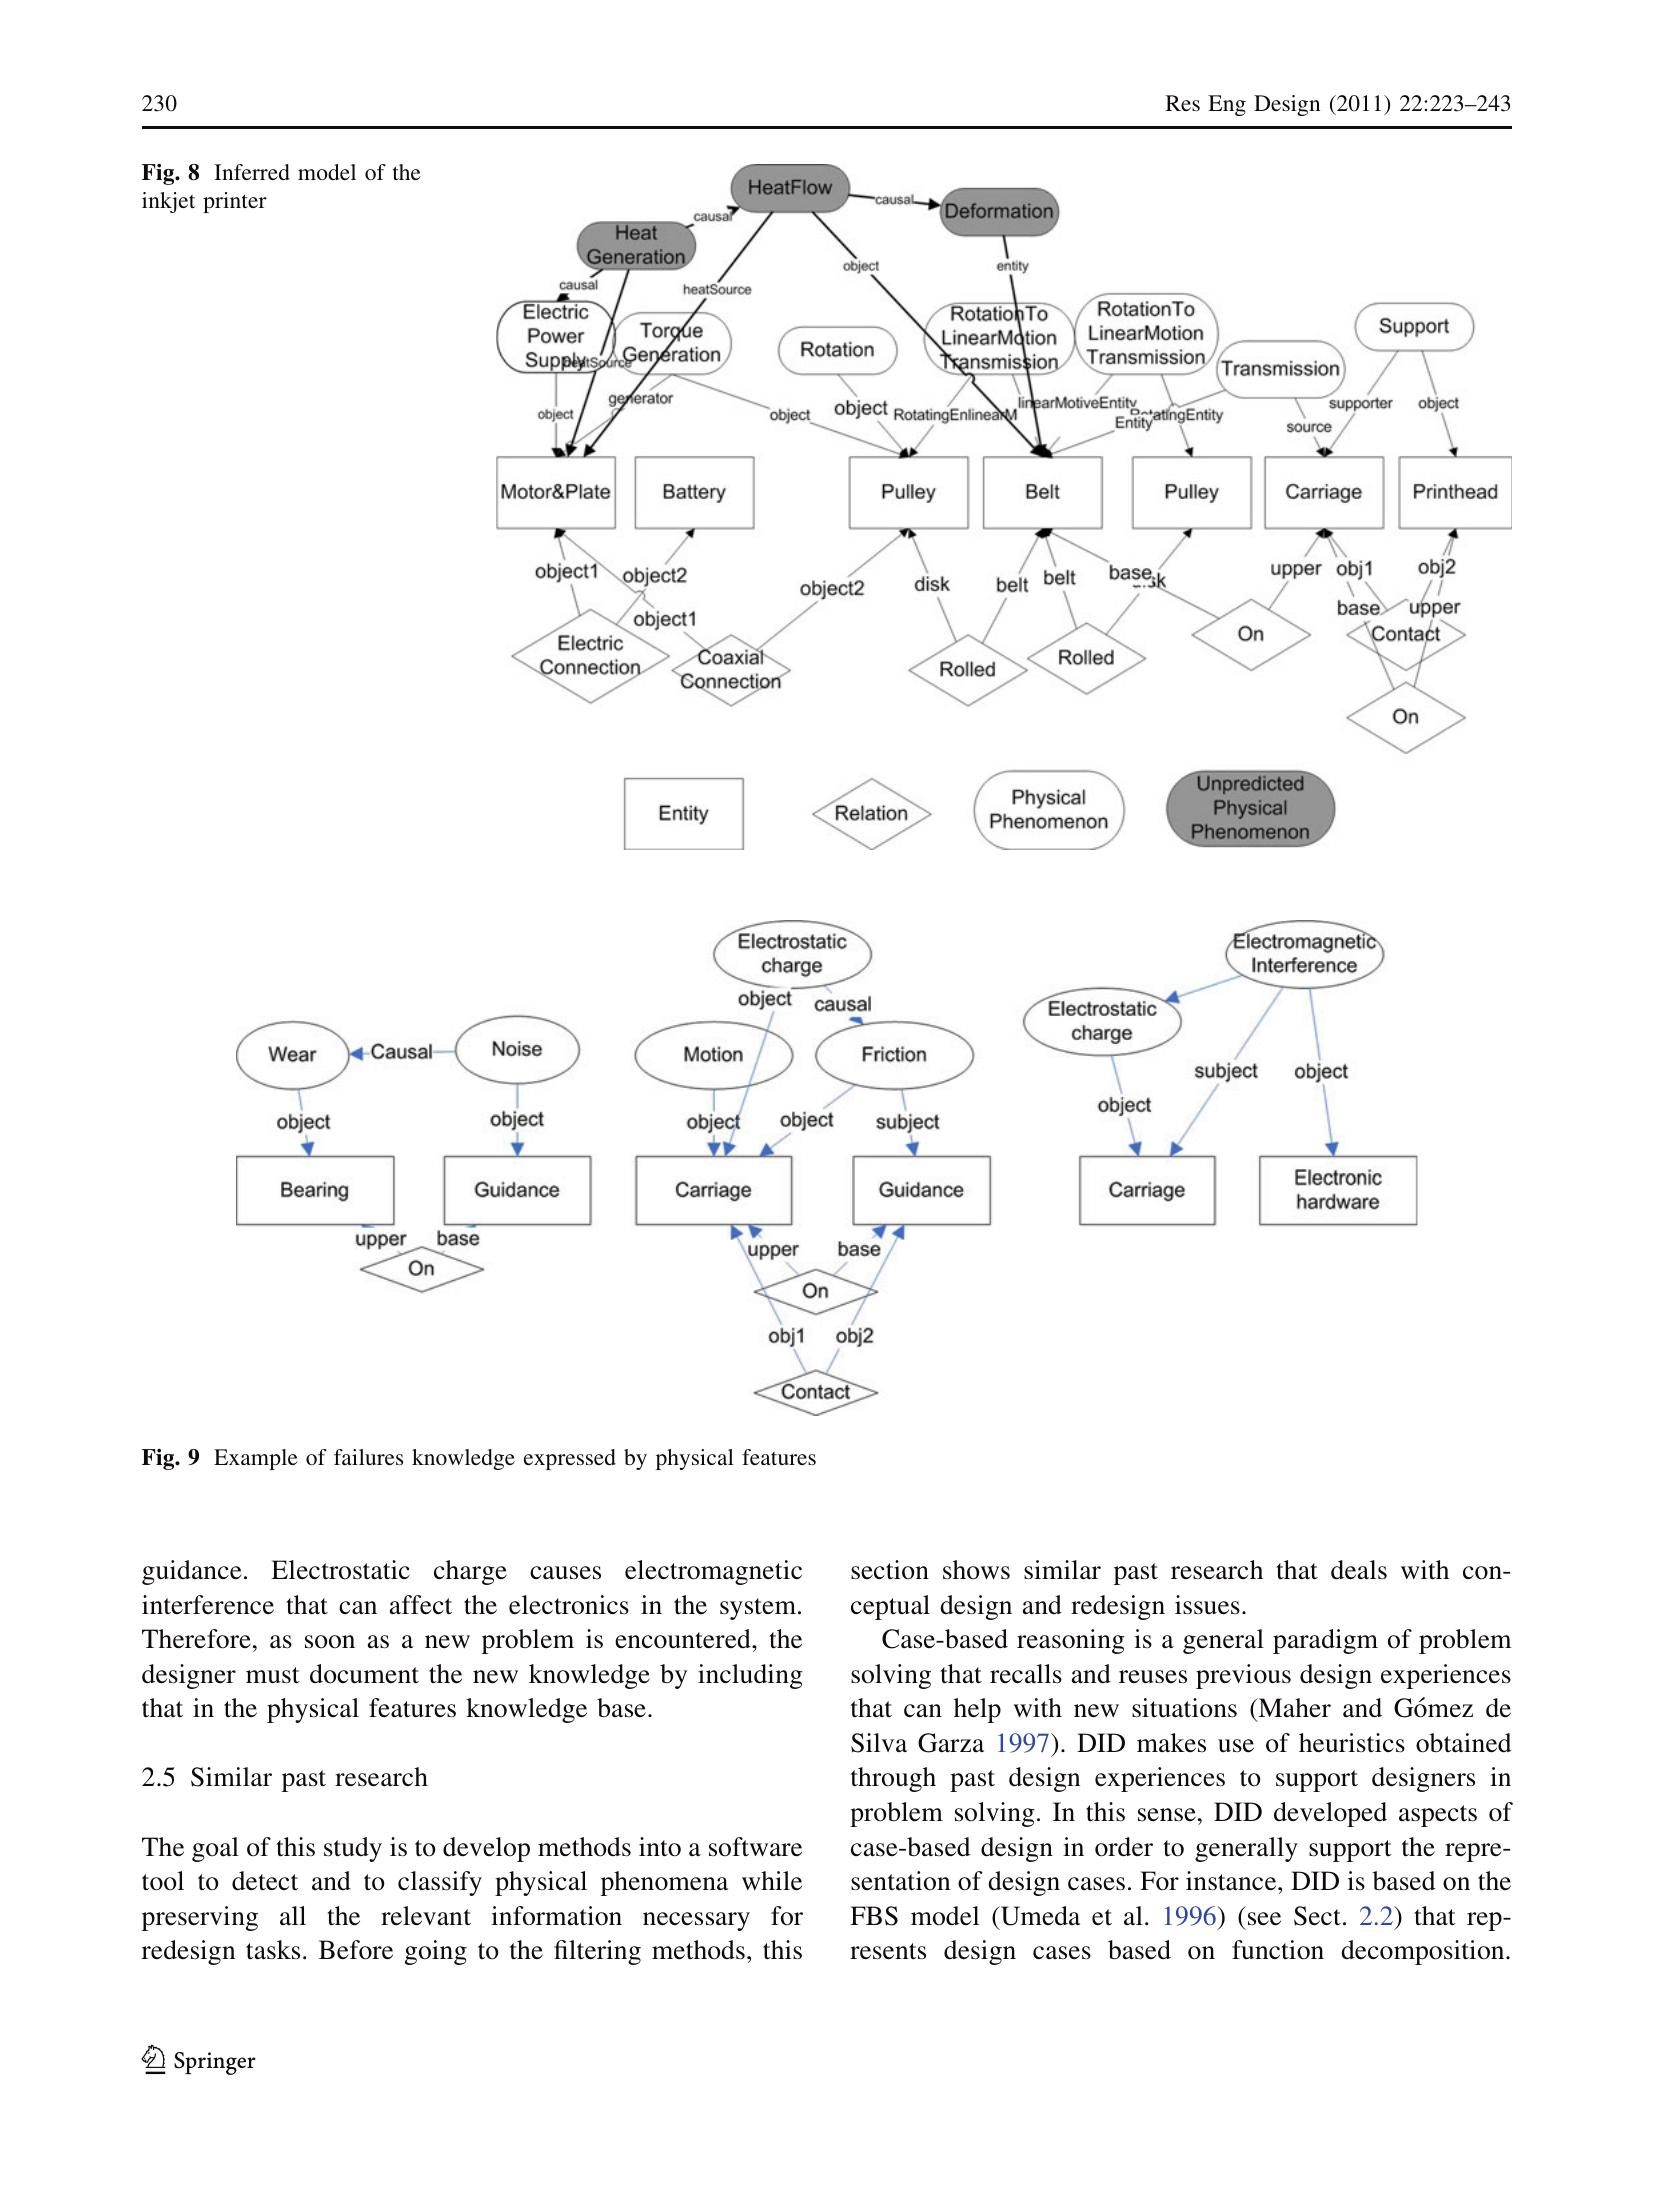 230
Res Eng Design (2011) 22:223–243
Fig. 8 Inferred model of the
inkjet printer
HeatFlow
causal
Deformation
causal
Heat
Generation
object
entity
causal
heatSource
Electric
Power
Supply
heatSource
Torque
Generation
Rotation
RotationTo
LinearMotion
Transmission
RotationTo
LinearMotion
Transmission
Transmission
Support
object
generator
object
object
RotatingEnlinearM
linearMotiveEntity
Entity
RotatingEntity
source
supporter
object
Motor&Plate
Battery
Pulley
Belt
Pulley
Carriage
Printhead
object1
object2
object1
object2
disk
belt
belt
base
upper
obj1
obj2
base
upper
Electric
Connection
Coaxial
Connection
Rolled
Rolled
On
Contact
On
Entity
Relation
Physical
Phenomenon
Unpredicted
Physical
Phenomenon
Electrostatic
charge
Electromagnetic
Interference
object
causal
Electrostatic
charge
Wear
Causal
Noise
Motion
Friction
subject
object
object
object
object
object
subject
object
Bearing
Guidance
Carriage
Guidance
Carriage
Electronic
hardware
upper
base
On
upper
base
On
obj1
obj2
Contact
Fig. 9 Example of failures knowledge expressed by physical features
guidance. Electrostatic charge causes electromagnetic
interference that can affect the electronics in the system.
Therefore, as soon as a new problem is encountered, the
designer must document the new knowledge by including
that in the physical features knowledge base.
2.5 Similar past research
The goal of this study is to develop methods into a software
tool to detect and to classify physical phenomena while
preserving all the relevant information necessary for
redesign tasks. Before going to the filtering methods, this
section shows similar past research that deals with con-
ceptual design and redesign issues.
Case-based reasoning is a general paradigm of problem
solving that recalls and reuses previous design experiences
that can help with new situations (Maher and Gómez de
Silva Garza 1997). DID makes use of heuristics obtained
through past design experiences to support designers in
problem solving. In this sense, DID developed aspects of
case-based design in order to generally support the repre-
sentation of design cases. For instance, DID is based on the
FBS model (Umeda et al. 1996) (see Sect. 2.2) that rep-
resents design cases based on function decomposition.
Springer